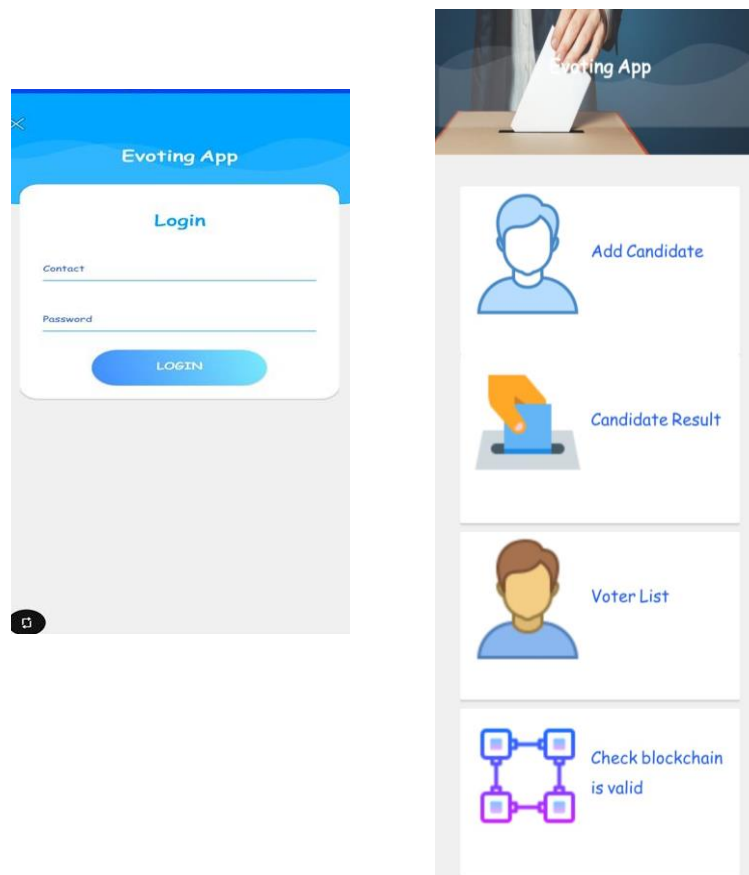 Evoting App
Login
Contact
Password
LOGIN
Evoting App
Add Candidate
Candidate Result
Voter List
Check blockchain
is valid